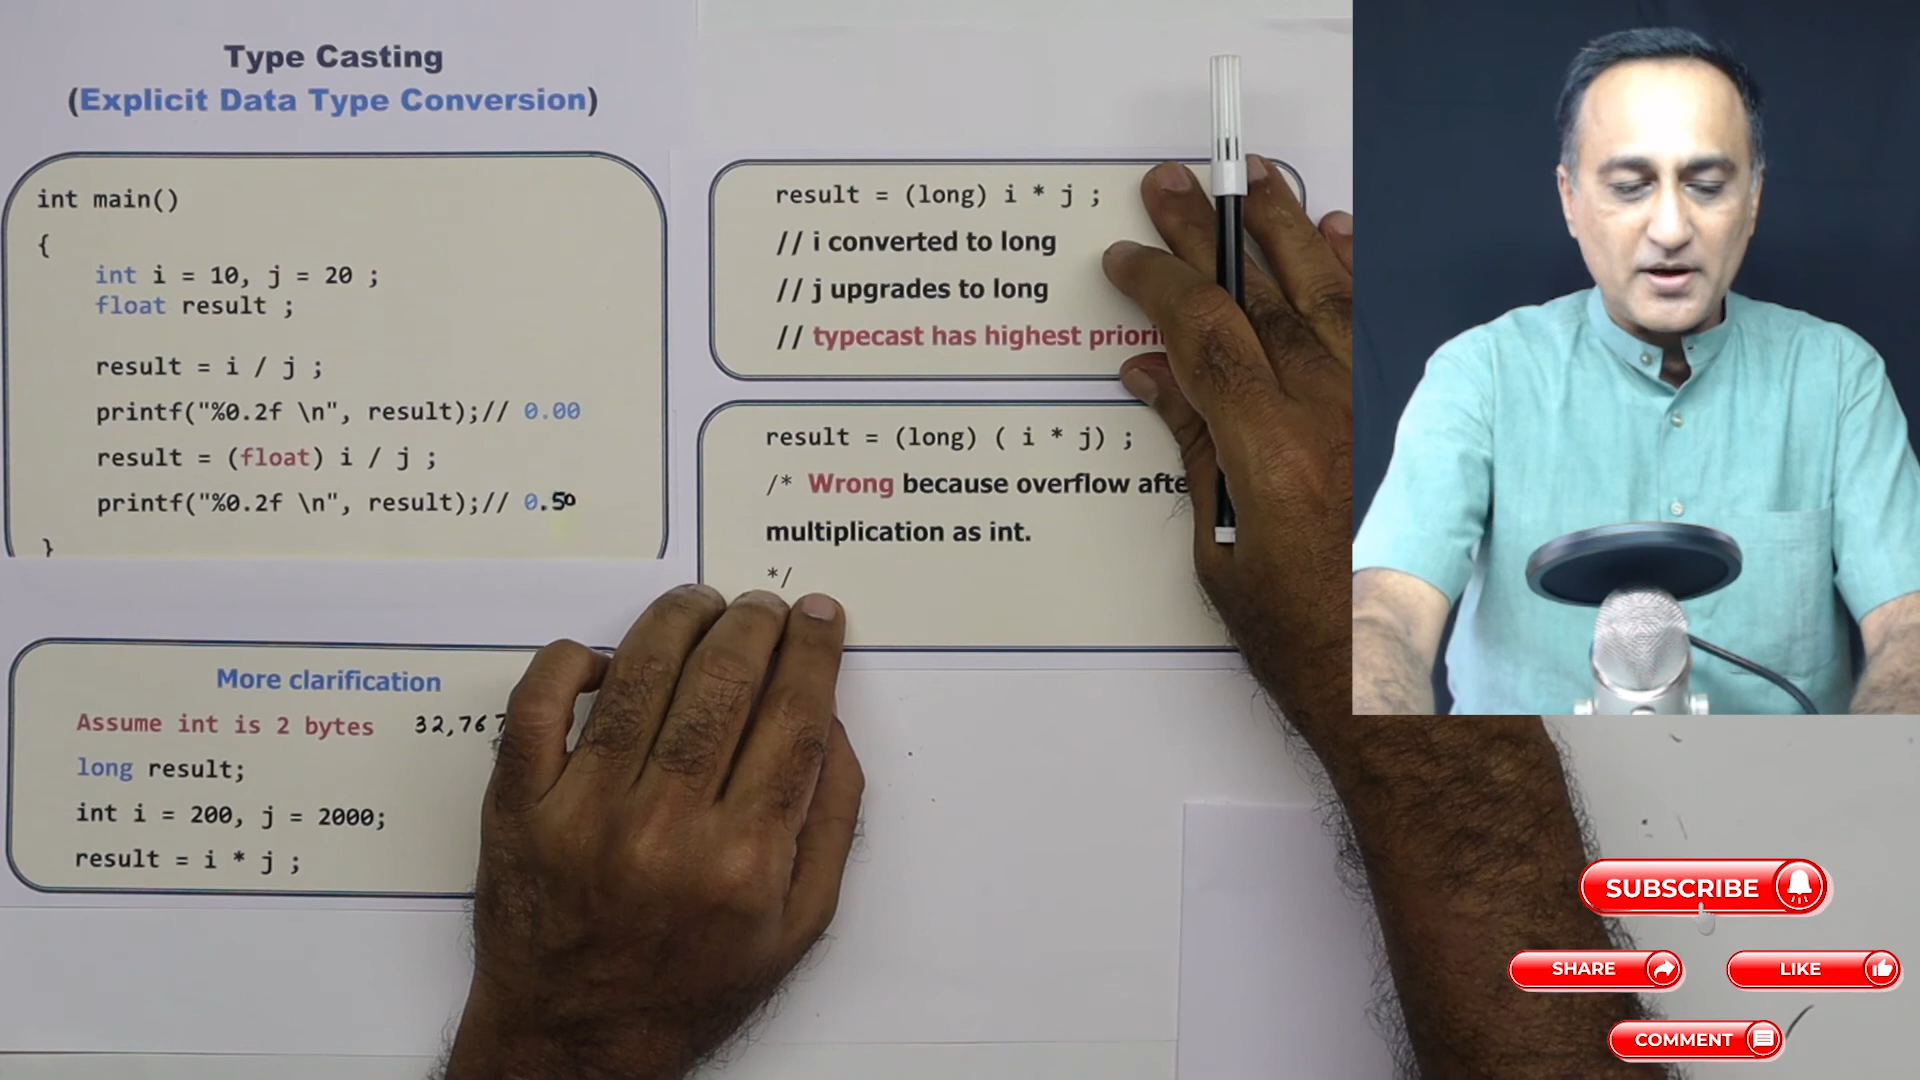 Type Casting
(Explicit Data Type Conversion)
int main()
{
int i = 10, j = 20 ;
float result ;
result = i / j ;
printf("%0.2f \n", result);// 0.00
result = (float) i / j ;
printf("%0.2f \n", result);// 0.50
}
More clarification
Assume int is 2 bytes 32,767
long result;
int i = 200, j = 2000;
result = i * j ;
result = (long) i * j ;
// i converted to long
// j upgrades to long
// typecast has highest
result = (long) ( i * j) ;
/* Wrong because overflow
multiplication as int.
*/
SUBSCRIBE
SHARE
LIKE
COMMENT